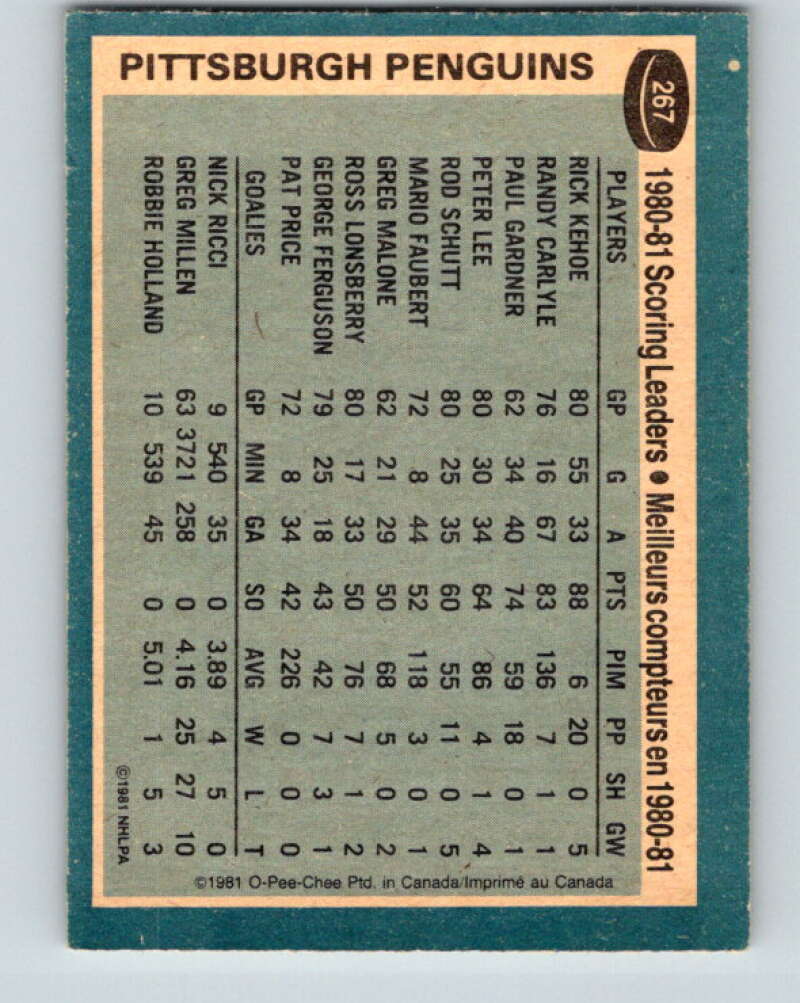 PITTSBURGH PENGUINS
267
1980-81 Scoring Leaders • Meilleurs compteurs en 1980-81
PLAYERS GP G A PTS PIM PP SH GW
RICK KEHOE 80 55 33 88 6 20 0 5
RANDY CARLYLE 76 16 67 83 136 7 1 1
PAUL GARDNER 62 34 40 74 59 18 0 1
PETER LEE 80 30 34 64 86 4 1 4
ROD SCHUTT 80 25 35 60 55 11 0 5
MARIO FAUBERT 72 8 44 52 118 3 0 1
GREG MALONE 62 21 29 50 68 5 0 2
ROSS LONSBERRY 80 17 33 50 76 7 1 2
GEORGE FERGUSON 79 25 18 43 42 7 3 1
PAT PRICE 72 8 34 42 226 0 0 0
GOALIES GP MIN GA SO AVG W L T
NICK RICCI 9 540 35 0 3.89 4 5 0
GREG MILLEN 63 3721 258 0 4.16 25 27 10
ROBBIE HOLLAND 10 539 45 0 5.01 1 5 3
©1981 NHLPA
©1981 O-Pee-Chee Ptd. in Canada/Imprimé au Canada